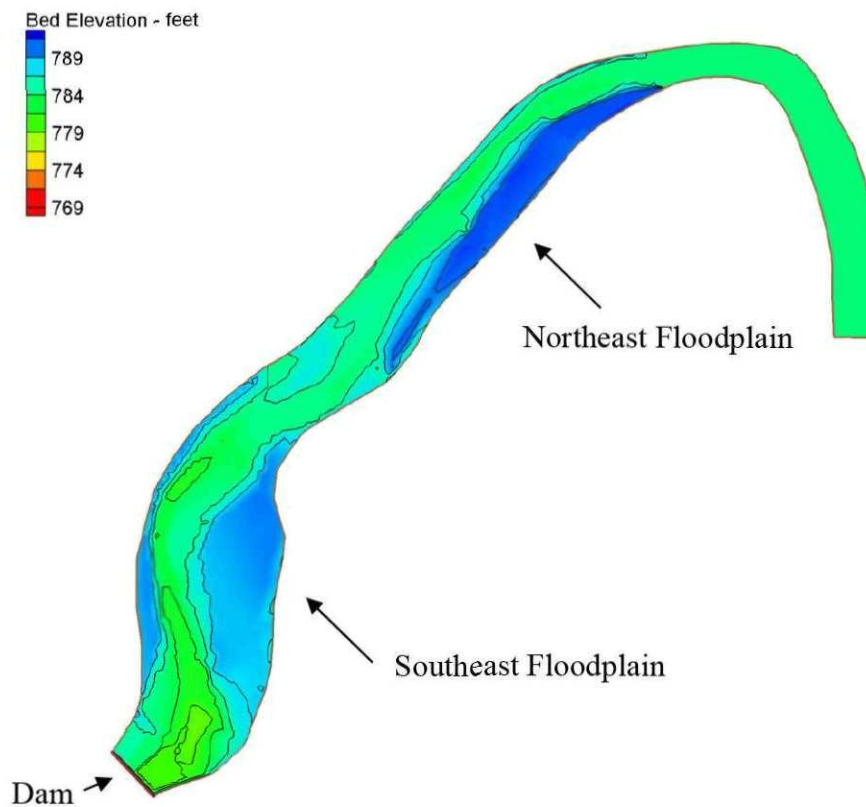 Bed Elevation - feet
789
784
779
774
769
Northeast Floodplain
Southeast Floodplain
Dam